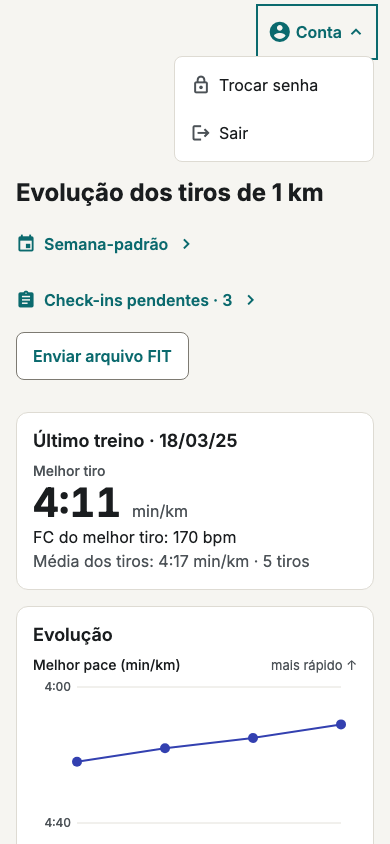 Conta
Trocar senha
Sair
Evolução dos tiros de 1 km
Semana-padrão
Check-ins pendentes · 3
Enviar arquivo FIT
Último treino · 18/03/25
Melhor tiro
4:11 min/km
FC do melhor tiro: 170 bpm
Média dos tiros: 4:17 min/km · 5 tiros
Evolução
Melhor pace (min/km) mais rápido ↑
4:00
4:40